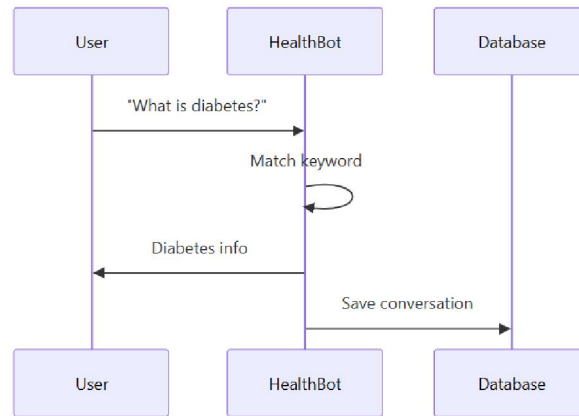 User
HealthBot
Database
"What is diabetes?"
Match keyword
Diabetes info
Save conversation
User
HealthBot
Database